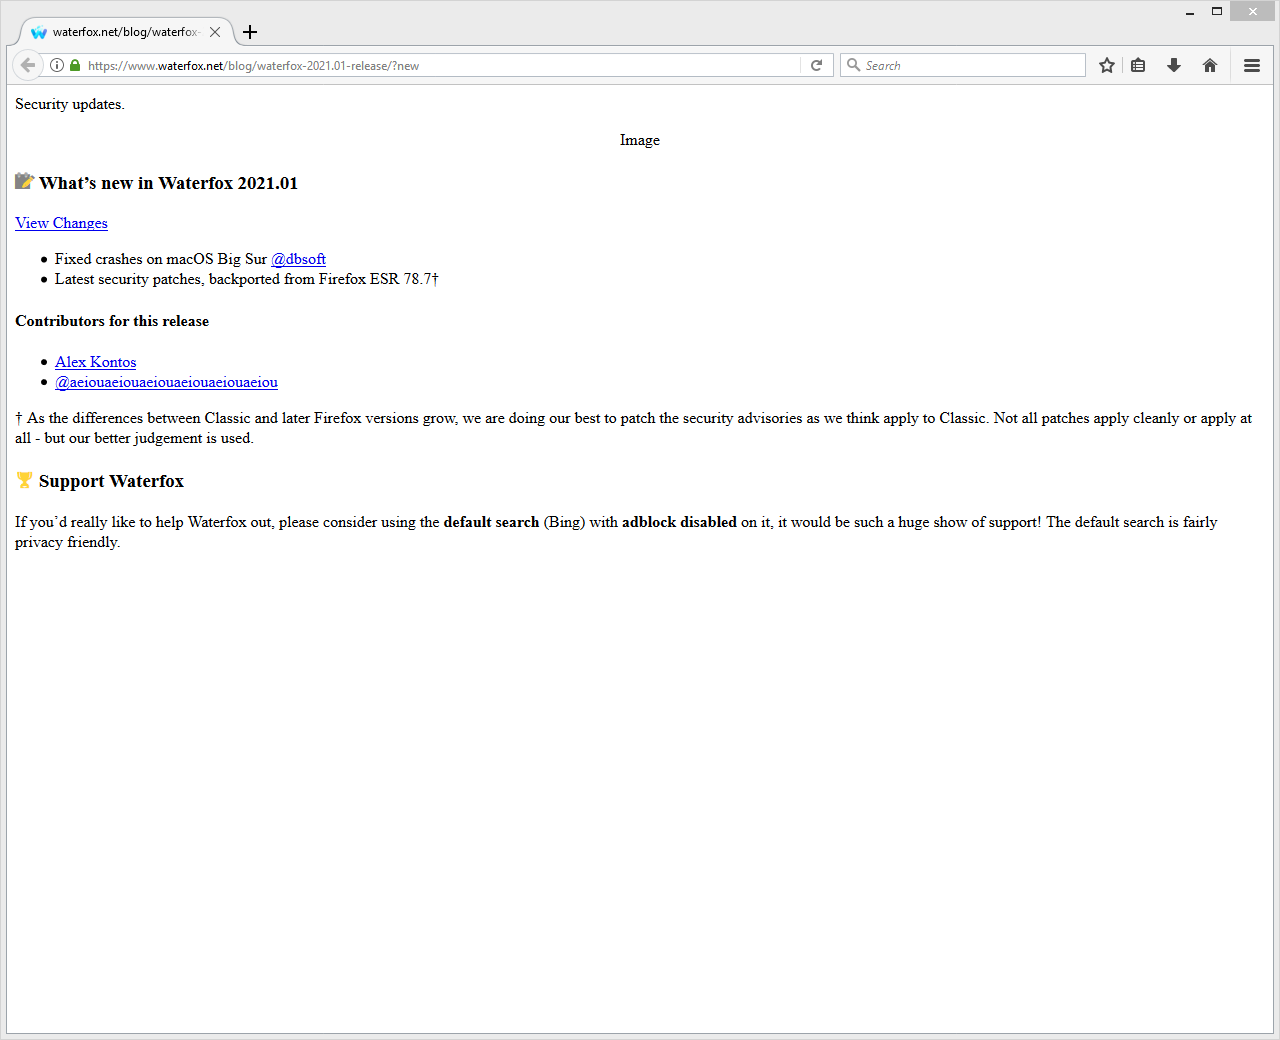 waterfox.net/blog/waterfox-
https://www.waterfox.net/blog/waterfox-2021.01-release/?new
Search
Security updates.
Image
What’s new in Waterfox 2021.01
View Changes
Fixed crashes on macOS Big Sur @dbsoft
Latest security patches, backported from Firefox ESR 78.7†
Contributors for this release
Alex Kontos
@aeiouaeiouaeiouaeiouaeiouaeiou
† As the differences between Classic and later Firefox versions grow, we are doing our best to patch the security advisories as we think apply to Classic. Not all patches apply cleanly or apply at
all - but our better judgement is used.
Support Waterfox
If you’d really like to help Waterfox out, please consider using the default search (Bing) with adblock disabled on it, it would be such a huge show of support! The default search is fairly
privacy friendly.